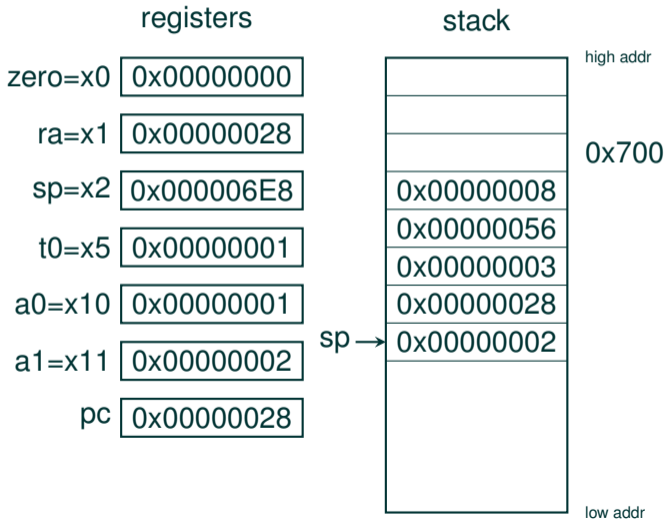 registers
zero=x0 0x00000000
ra=x1 0x00000028
sp=x2 0x000006E8
t0=x5 0x00000001
a0=x10 0x00000001
a1=x11 0x00000002
pc 0x00000028
stack
high addr
0x700
0x00000008
0x00000056
0x00000003
0x00000028
sp 0x00000002
low addr